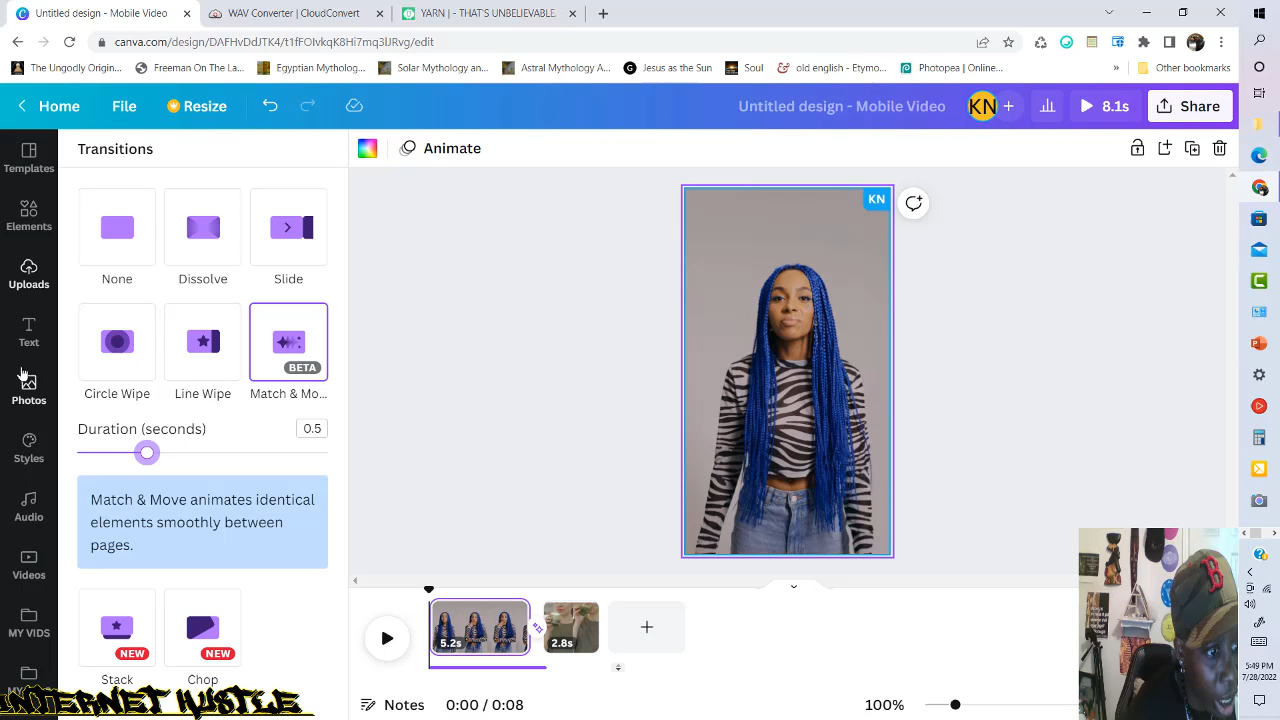 Untitled design - Mobile Video
WAV Converter | CloudConvert
YARN | - THAT'S UNBELIEVABLE.
canva.com/design/DAFHvDdJTK4/t1fFOIvkqK8Hi7mq3IJRvg/edit
The Ungodly Origin...
Freeman On The La...
Egyptian Mytholog...
Solar Mythology an...
Astral Mythology A...
Jesus as the Sun
Soul
old english - Etymo...
Photopea | Online...
»
Other bookmarks
Home
File
Resize
Untitled design - Mobile Video
KN
8.1s
Share
Templates
Elements
Uploads
Text
Photos
Styles
Audio
Videos
MY VIDS
Transitions
None
Dissolve
Slide
BETA
Circle Wipe
Line Wipe
Match & Mo...
Duration (seconds)
0.5
Match & Move animates identical
elements smoothly between
pages.
NEW
NEW
Stack
Chop
Animate
KN
5.2s
2.8s
Notes
0:00 / 0:08
100%
INTERNET HUSTLE
5:49 PM
7/28/2022